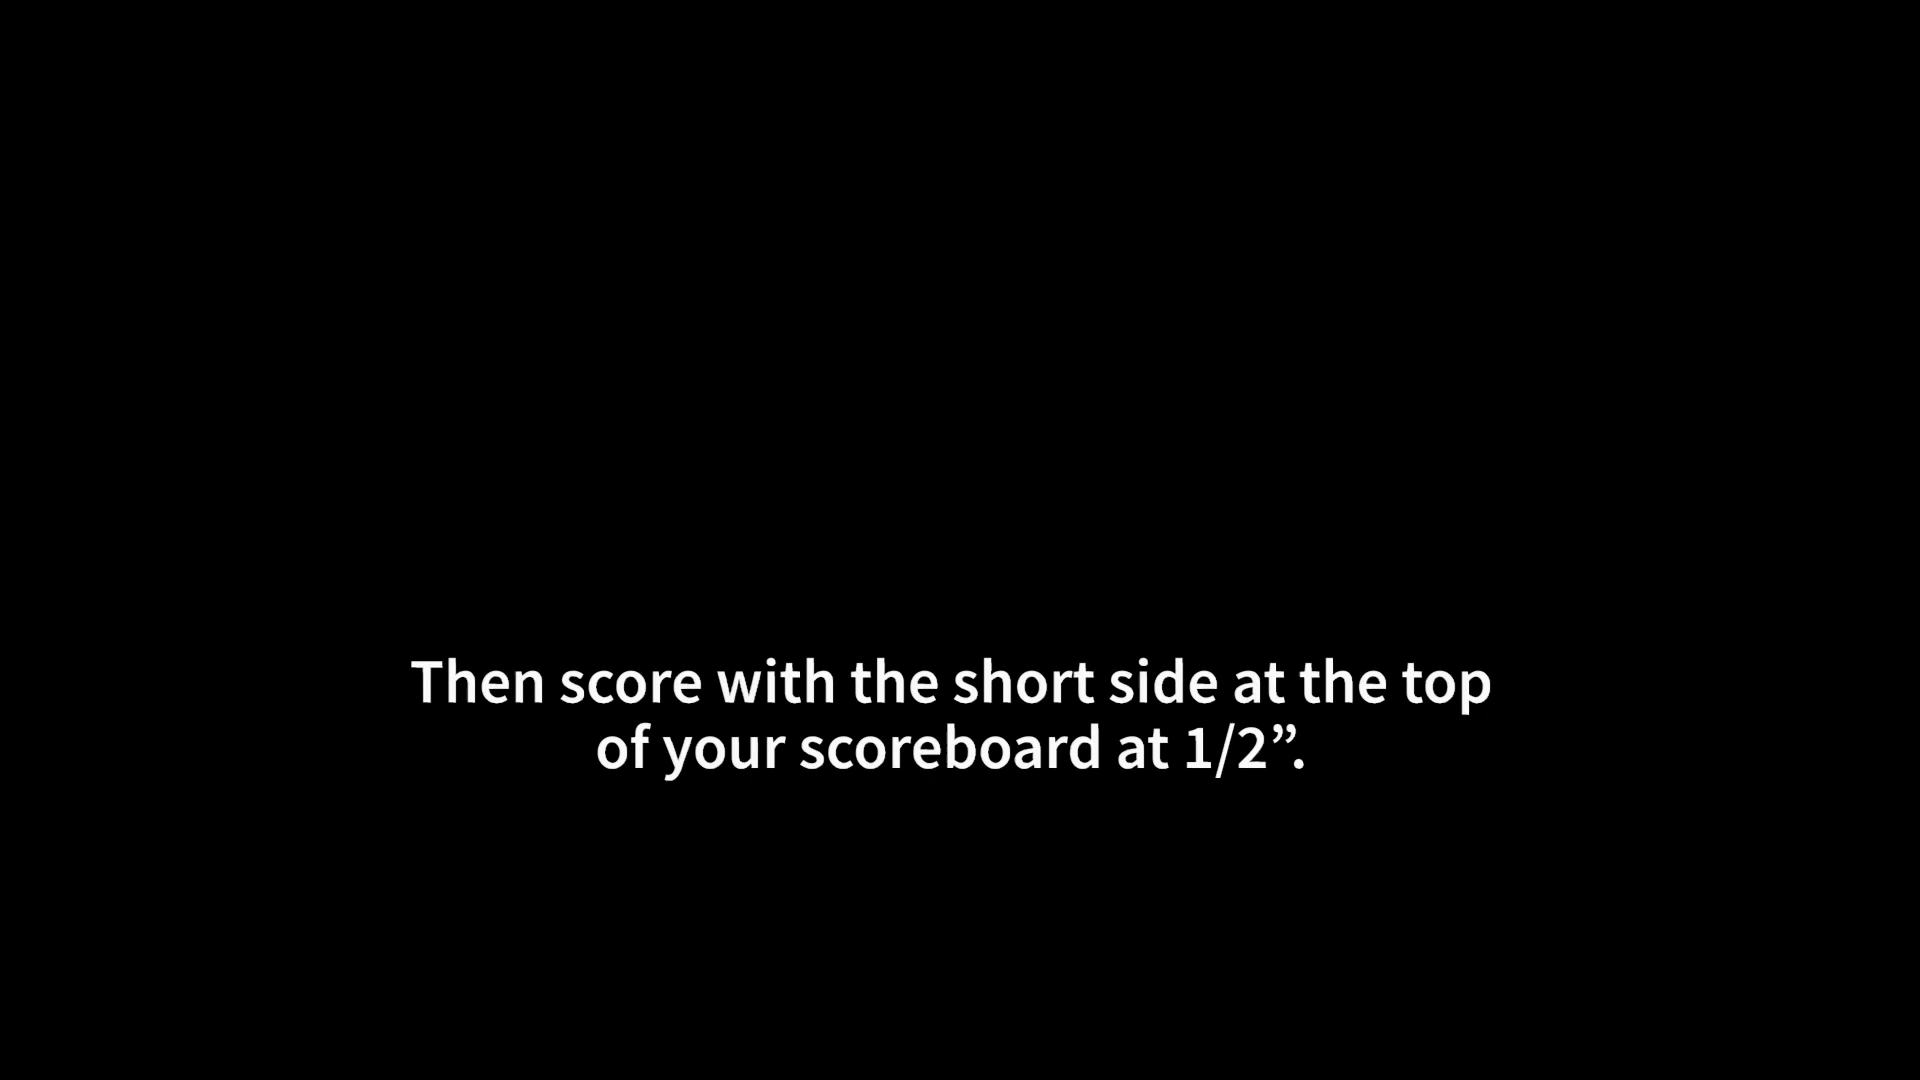 Then score with the short side at the top
of your scoreboard at 1/2”.